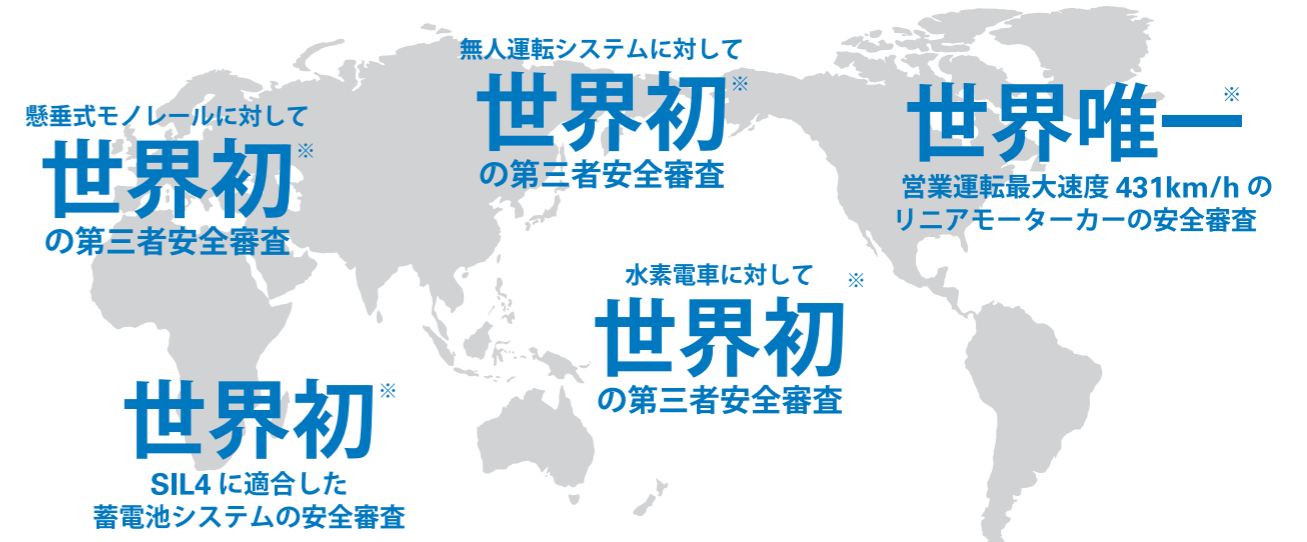 懸垂式モノレールに対して
世界初※
の第三者安全審査
無人運転システムに対して
世界初※
の第三者安全審査
世界唯一※
営業運転最大速度 431km/h の
リニアモーターカーの安全審査
水素電車に対して
世界初※
の第三者安全審査
世界初※
SIL4 に適合した
蓄電池システムの安全審査